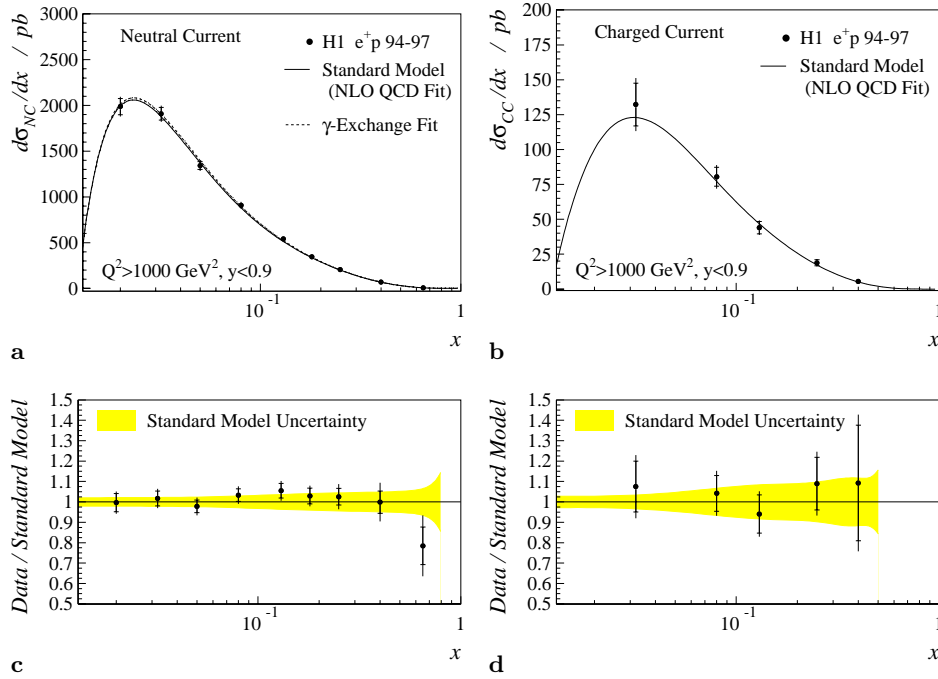 dσNC/dx / pb
3000
2500
2000
1500
1000
500
0
Neutral Current
H1 e+p 94-97
Standard Model
(NLO QCD Fit)
γ-Exchange Fit
Q²>1000 GeV², y<0.9
10⁻¹
1
x
a
dσCC/dx / pb
200
175
150
125
100
75
50
25
0
Charged Current
H1 e+p 94-97
Standard Model
(NLO QCD Fit)
Q²>1000 GeV², y<0.9
10⁻¹
1
x
b
Data / Standard Model
1.5
1.4
1.3
1.2
1.1
1
0.9
0.8
0.7
0.6
0.5
Standard Model Uncertainty
10⁻¹
1
x
c
Data / Standard Model
1.5
1.4
1.3
1.2
1.1
1
0.9
0.8
0.7
0.6
0.5
Standard Model Uncertainty
10⁻¹
1
x
d